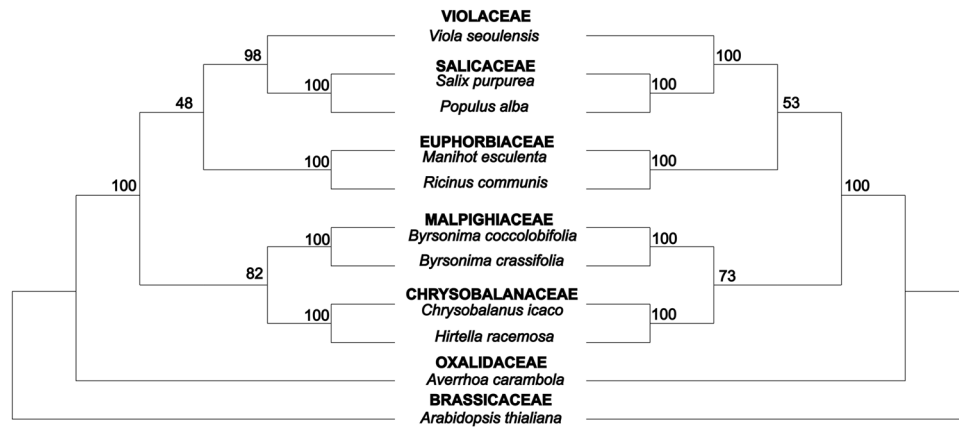 VIOLACEAE
Viola seoulensis
98
100
SALICACEAE
100
Salix purpurea
100
Populus alba
48
53
EUPHORBIACEAE
100
Manihot esculenta
100
Ricinus communis
100
100
MALPIGHIACEAE
100
Byrsonima coccolobifolia
100
Byrsonima crassifolia
82
73
CHRYSOBALANACEAE
100
Chrysobalanus icaco
100
Hirtella racemosa
OXALIDACEAE
Averrhoa carambola
BRASSICACEAE
Arabidopsis thialiana